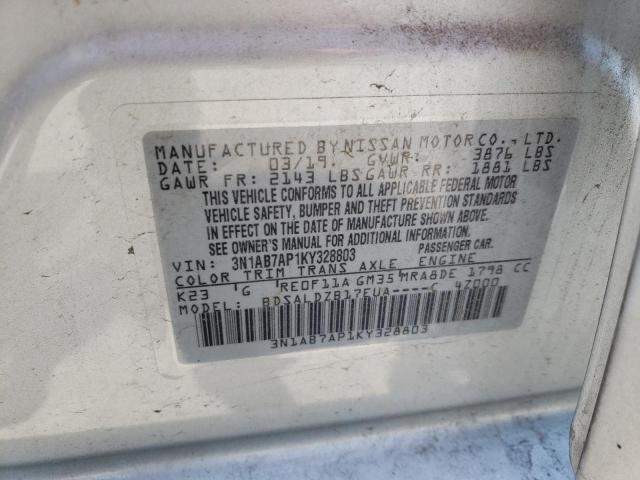 MANUFACTURED BY NISSAN MOTOR CO., LTD.
DATE: 03/19. GVWR: 3876 LBS
GAWR FR: 2143 LBS GAWR RR: 1881 LBS
THIS VEHICLE CONFORMS TO ALL APPLICABLE FEDERAL MOTOR
VEHICLE SAFETY, BUMPER AND THEFT PREVENTION STANDARDS
IN EFFECT ON THE DATE OF MANUFACTURE SHOWN ABOVE.
SEE OWNER'S MANUAL FOR ADDITIONAL INFORMATION.
VIN: 3N1AB7AP1KY328803 PASSENGER CAR.
COLOR TRIM TRANS AXLE ENGINE
K23 G RE0F11A GM35 MRA8DE 1798 CC
MODEL: BDSALDZB17EUA----C 4Z000
3N1AB7AP1KY328803